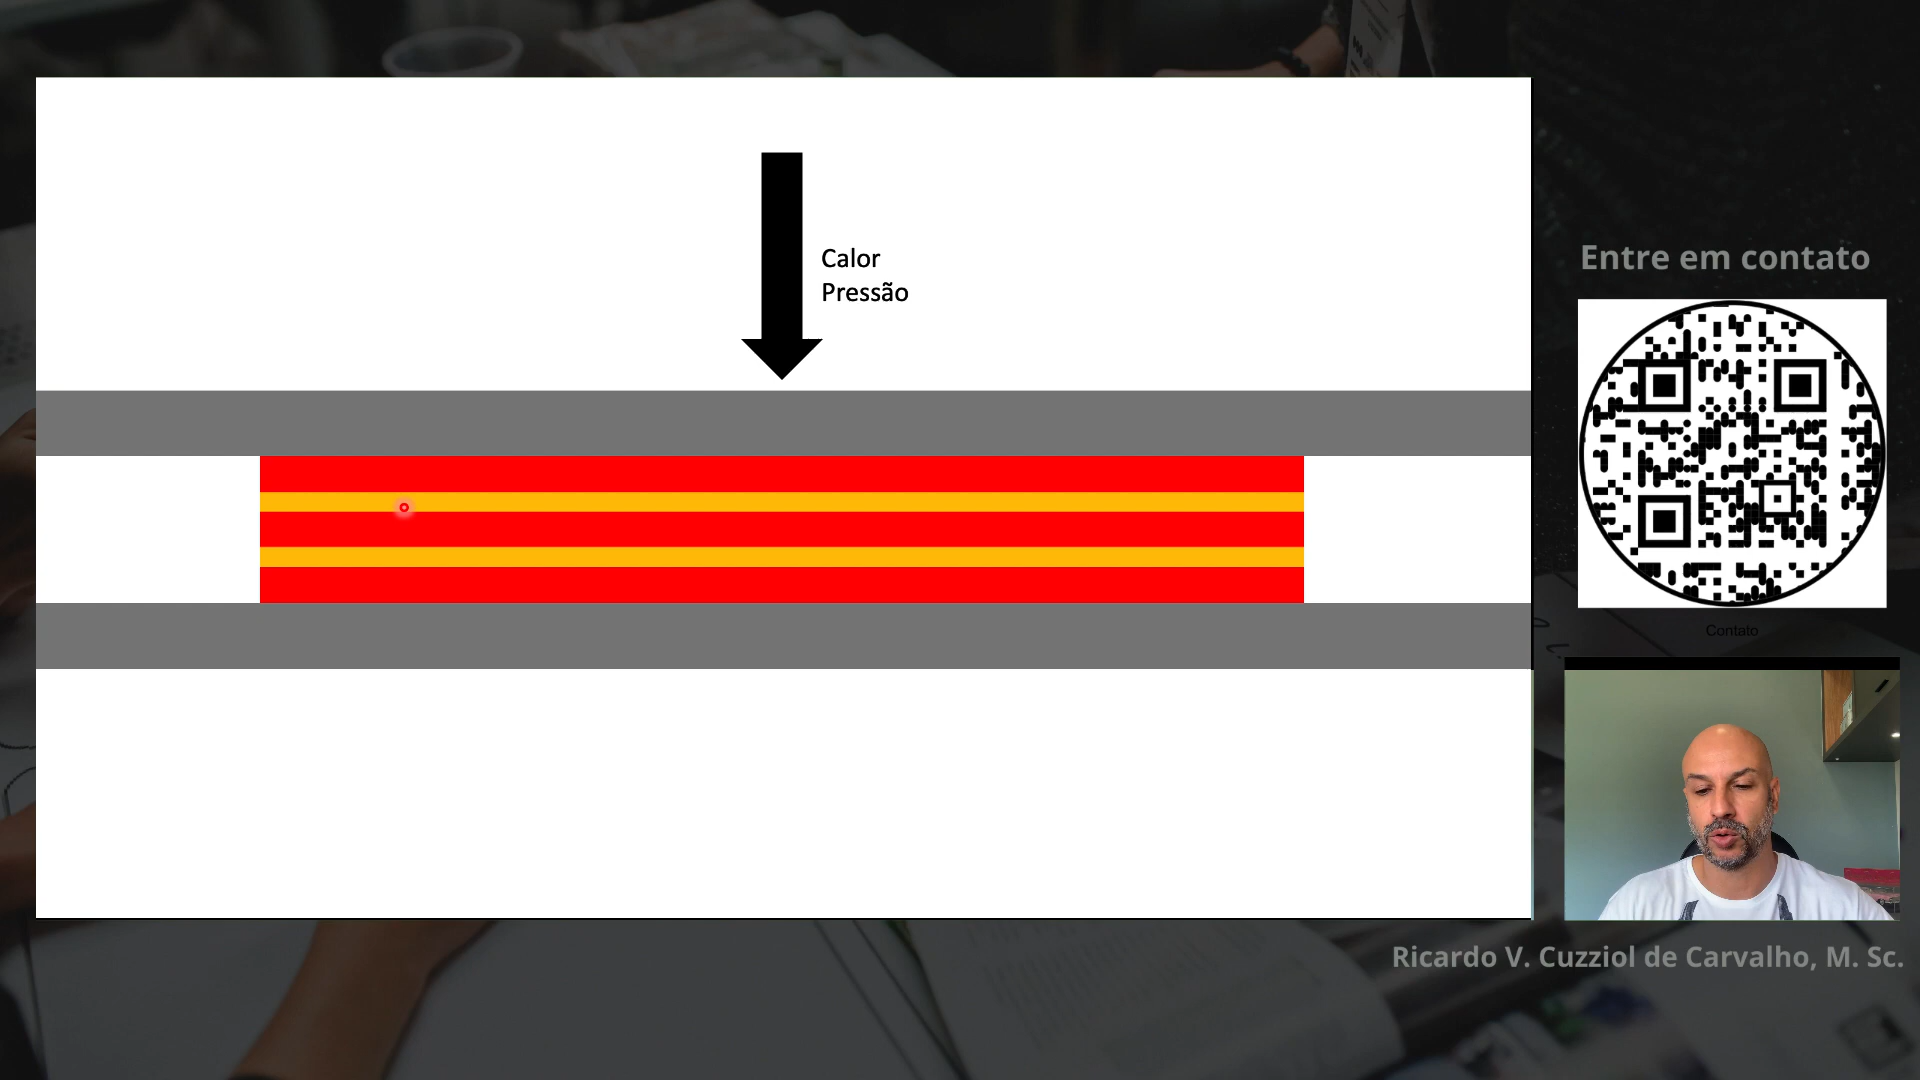 Calor
Pressão
Entre em contato
Contato
Ricardo V. Cuzziol de Carvalho, M. Sc.